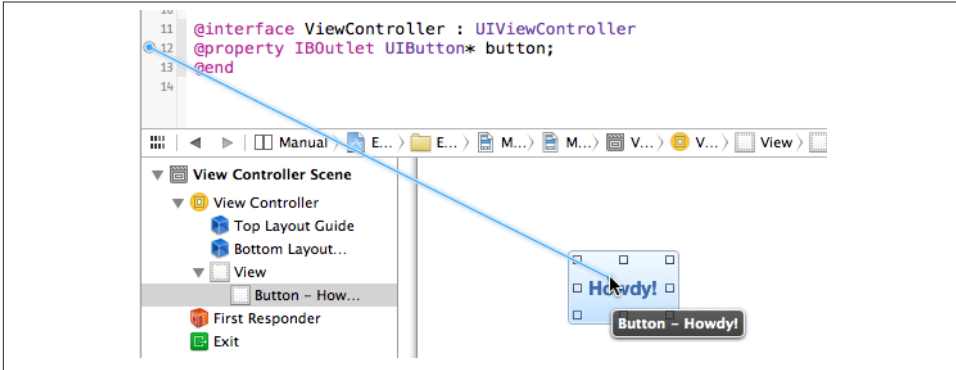 10
11 @interface ViewController : UIViewController
12 @property IBOutlet UIButton* button;
13 @end
14
Manual E... E... M... M... V... V... View
View Controller Scene
View Controller
Top Layout Guide
Bottom Layout...
View
Button – How...
First Responder
Exit
Howdy!
Button – Howdy!